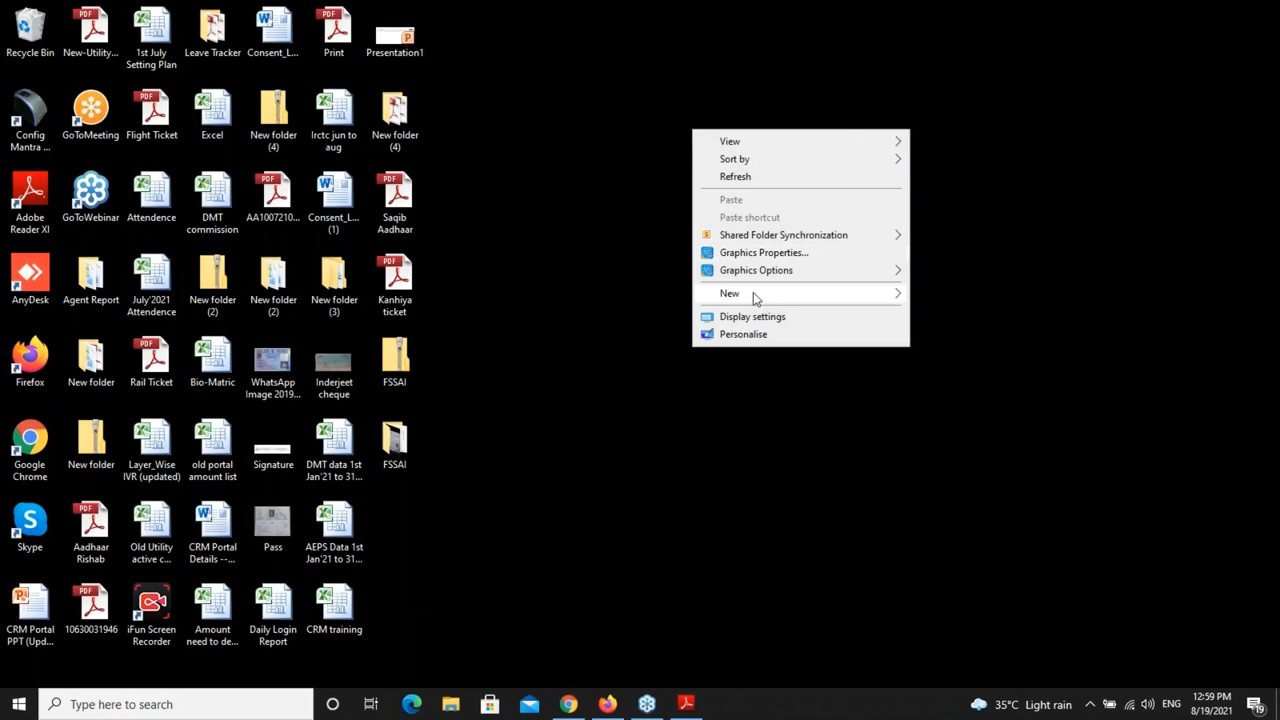 Recycle Bin
New-Utility...
1st July
Setting Plan
Leave Tracker
Consent_L...
Print
Presentation1
Config
Mantra ...
GoToMeeting
Flight Ticket
Excel
New folder
(4)
Irctc jun to
aug
New folder
(4)
Adobe
Reader XI
GoToWebinar
Attendence
DMT
commission
AA1007210...
Consent_L...
(1)
Saqib
Aadhaar
AnyDesk
Agent Report
July'2021
Attendence
New folder
(2)
New folder
(2)
New folder
(3)
Kanhiya
ticket
Firefox
New folder
Rail Ticket
Bio-Matric
WhatsApp
Image 2019...
Inderjeet
cheque
FSSAI
Google
Chrome
New folder
Layer_Wise
IVR (updated)
old portal
amount list
Signature
DMT data 1st
Jan'21 to 31...
FSSAI
Skype
Aadhaar
Rishab
Old Utility
active c...
CRM Portal
Details --...
Pass
AEPS Data 1st
Jan'21 to 31...
CRM Portal
PPT (Upd...
10630031946
iFun Screen
Recorder
Amount
need to de...
Daily Login
Report
CRM training
View
Sort by
Refresh
Paste
Paste shortcut
Shared Folder Synchronization
Graphics Properties...
Graphics Options
New
Display settings
Personalise
Type here to search
35°C Light rain
ENG
12:59 PM
8/19/2021
19